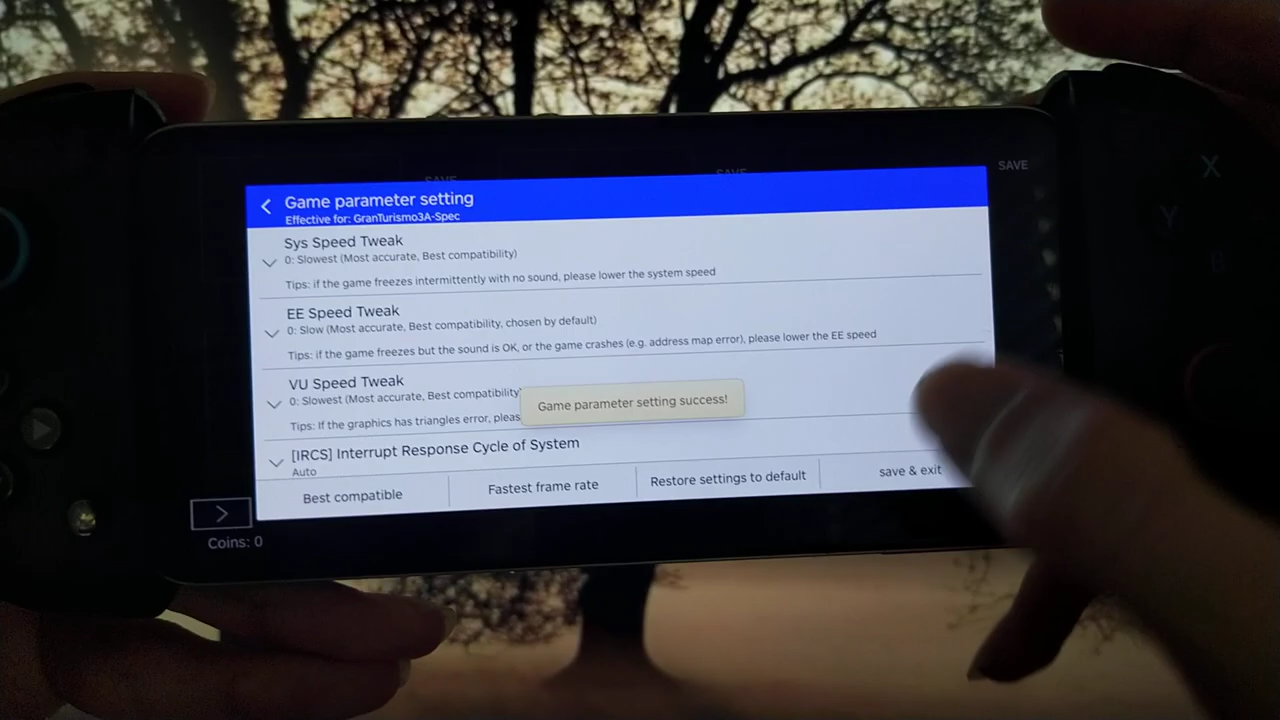 SAVE
SAVE
SAVE
X
Y
B
Game parameter setting
Effective for: GranTurismo3A-Spec
Sys Speed Tweak
0: Slowest (Most accurate, Best compatibility)
Tips: if the game freezes intermittently with no sound, please lower the system speed
EE Speed Tweak
0: Slow (Most accurate, Best compatibility, chosen by default)
Tips: if the game freezes but the sound is OK, or the game crashes (e.g. address map error), please lower the EE speed
VU Speed Tweak
0: Slowest (Most accurate, Best compatibility)
Tips: If the graphics has triangles error, pleas
Game parameter setting success!
[IRCS] Interrupt Response Cycle of System
Auto
Best compatible
Fastest frame rate
Restore settings to default
save & exit
Coins: 0